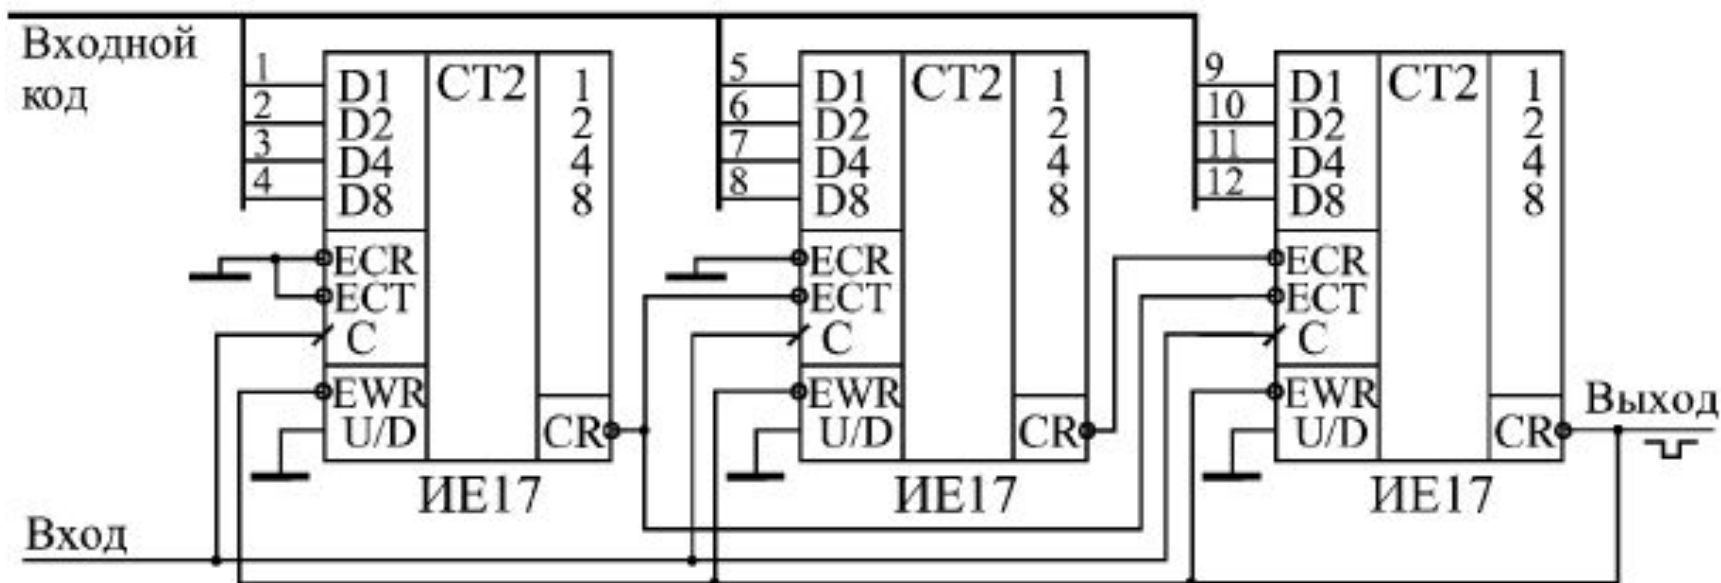 Входной
код
1
2
3
4
D1
D2
D4
D8
CT2
1
2
4
8
ECR
ECT
C
EWR
U/D
CR
ИЕ17
5
6
7
8
D1
D2
D4
D8
CT2
1
2
4
8
ECR
ECT
C
EWR
U/D
CR
ИЕ17
9
10
11
12
D1
D2
D4
D8
CT2
1
2
4
8
ECR
ECT
C
EWR
U/D
CR
ИЕ17
Выход
Вход